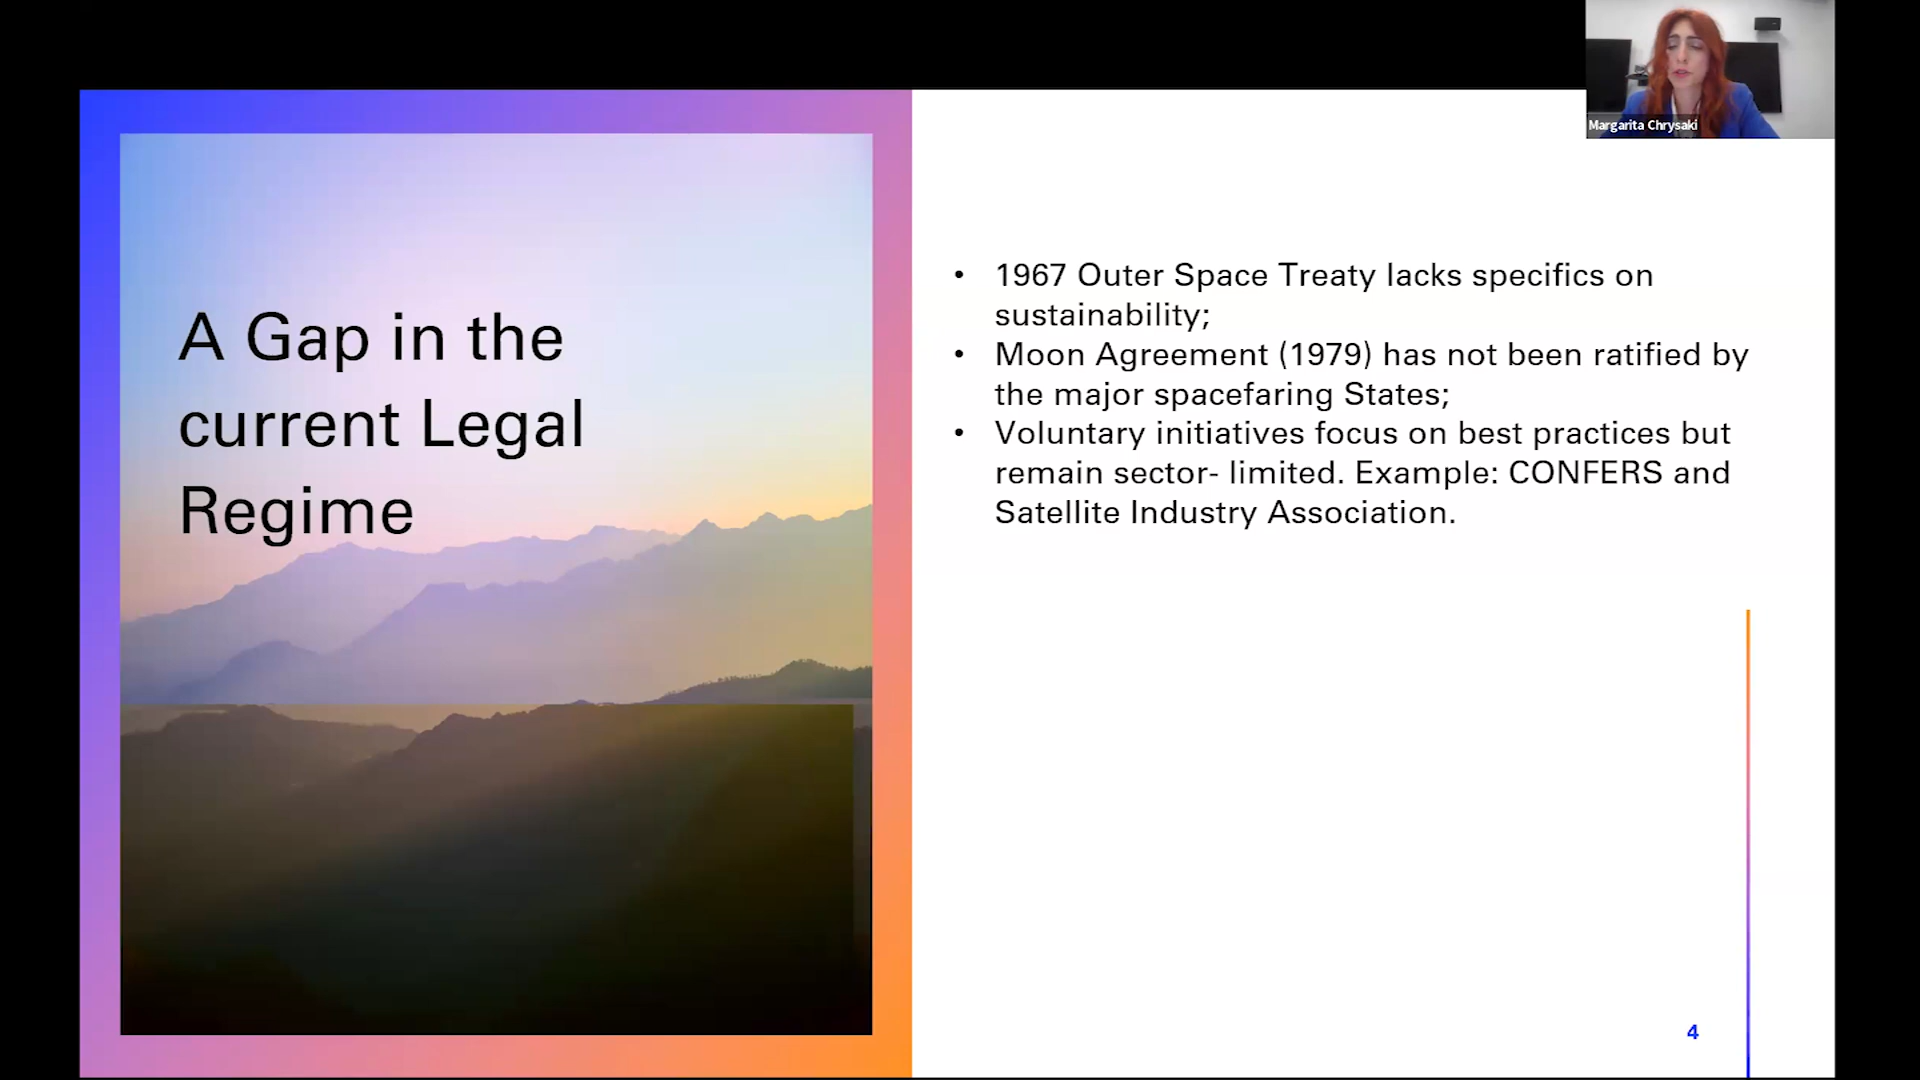 Margarita Chrysaki
A Gap in the
current Legal
Regime
• 1967 Outer Space Treaty lacks specifics on
sustainability;
• Moon Agreement (1979) has not been ratified by
the major spacefaring States;
• Voluntary initiatives focus on best practices but
remain sector- limited. Example: CONFERS and
Satellite Industry Association.
4